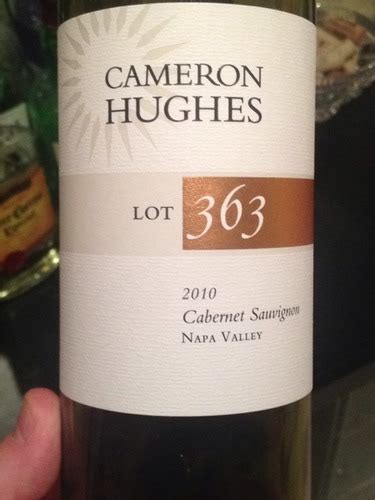 CAMERON
HUGHES
LOT 363
2010
Cabernet Sauvignon
NAPA VALLEY